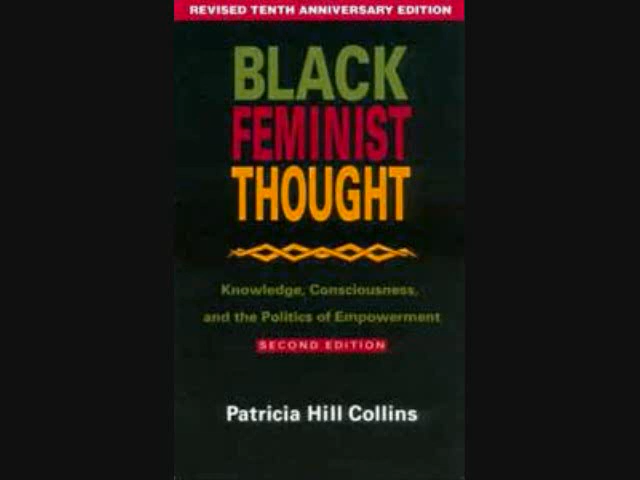 REVISED TENTH ANNIVERSARY EDITION
BLACK
FEMINIST
THOUGHT
Knowledge, Consciousness,
and the Politics of Empowerment
SECOND EDITION
Patricia Hill Collins